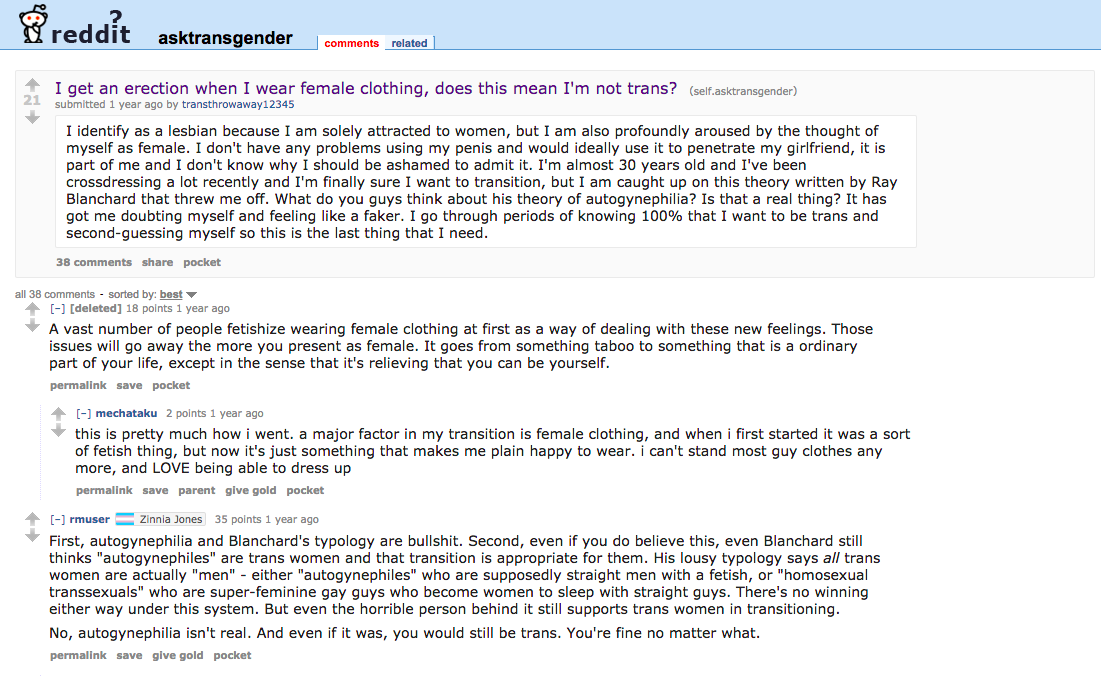 ?
reddit asktransgender comments related
I get an erection when I wear female clothing, does this mean I'm not trans? (self.asktransgender)
21
submitted 1 year ago by transthrowaway12345
I identify as a lesbian because I am solely attracted to women, but I am also profoundly aroused by the thought of
myself as female. I don't have any problems using my penis and would ideally use it to penetrate my girlfriend, it is
part of me and I don't know why I should be ashamed to admit it. I'm almost 30 years old and I've been
crossdressing a lot recently and I'm finally sure I want to transition, but I am caught up on this theory written by Ray
Blanchard that threw me off. What do you guys think about his theory of autogynephilia? Is that a real thing? It has
got me doubting myself and feeling like a faker. I go through periods of knowing 100% that I want to be trans and
second-guessing myself so this is the last thing that I need.
38 comments share pocket
all 38 comments - sorted by: best
[-] [deleted] 18 points 1 year ago
A vast number of people fetishize wearing female clothing at first as a way of dealing with these new feelings. Those
issues will go away the more you present as female. It goes from something taboo to something that is a ordinary
part of your life, except in the sense that it's relieving that you can be yourself.
permalink save pocket
[-] mechataku 2 points 1 year ago
this is pretty much how i went. a major factor in my transition is female clothing, and when i first started it was a sort
of fetish thing, but now it's just something that makes me plain happy to wear. i can't stand most guy clothes any
more, and LOVE being able to dress up
permalink save parent give gold pocket
[-] rmuser Zinnia Jones 35 points 1 year ago
First, autogynephilia and Blanchard's typology are bullshit. Second, even if you do believe this, even Blanchard still
thinks "autogynephiles" are trans women and that transition is appropriate for them. His lousy typology says all trans
women are actually "men" - either "autogynephiles" who are supposedly straight men with a fetish, or "homosexual
transsexuals" who are super-feminine gay guys who become women to sleep with straight guys. There's no winning
either way under this system. But even the horrible person behind it still supports trans women in transitioning.
No, autogynephilia isn't real. And even if it was, you would still be trans. You're fine no matter what.
permalink save give gold pocket